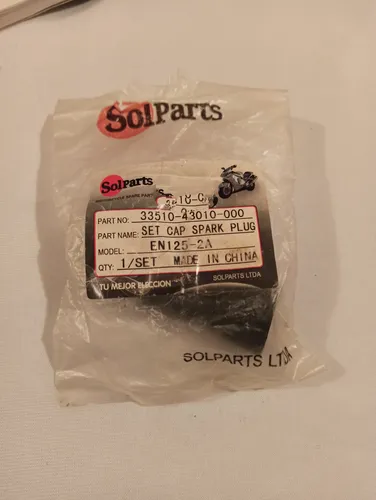 SolParts
SolParts
PART NO: 33510-43010-000
PART NAME: SET CAP SPARK PLUG
MODEL: EN125-2A
QTY: 1/SET MADE IN CHINA
TU MEJOR ELECCION SOLPARTS LTDA
SOLPARTS LTDA